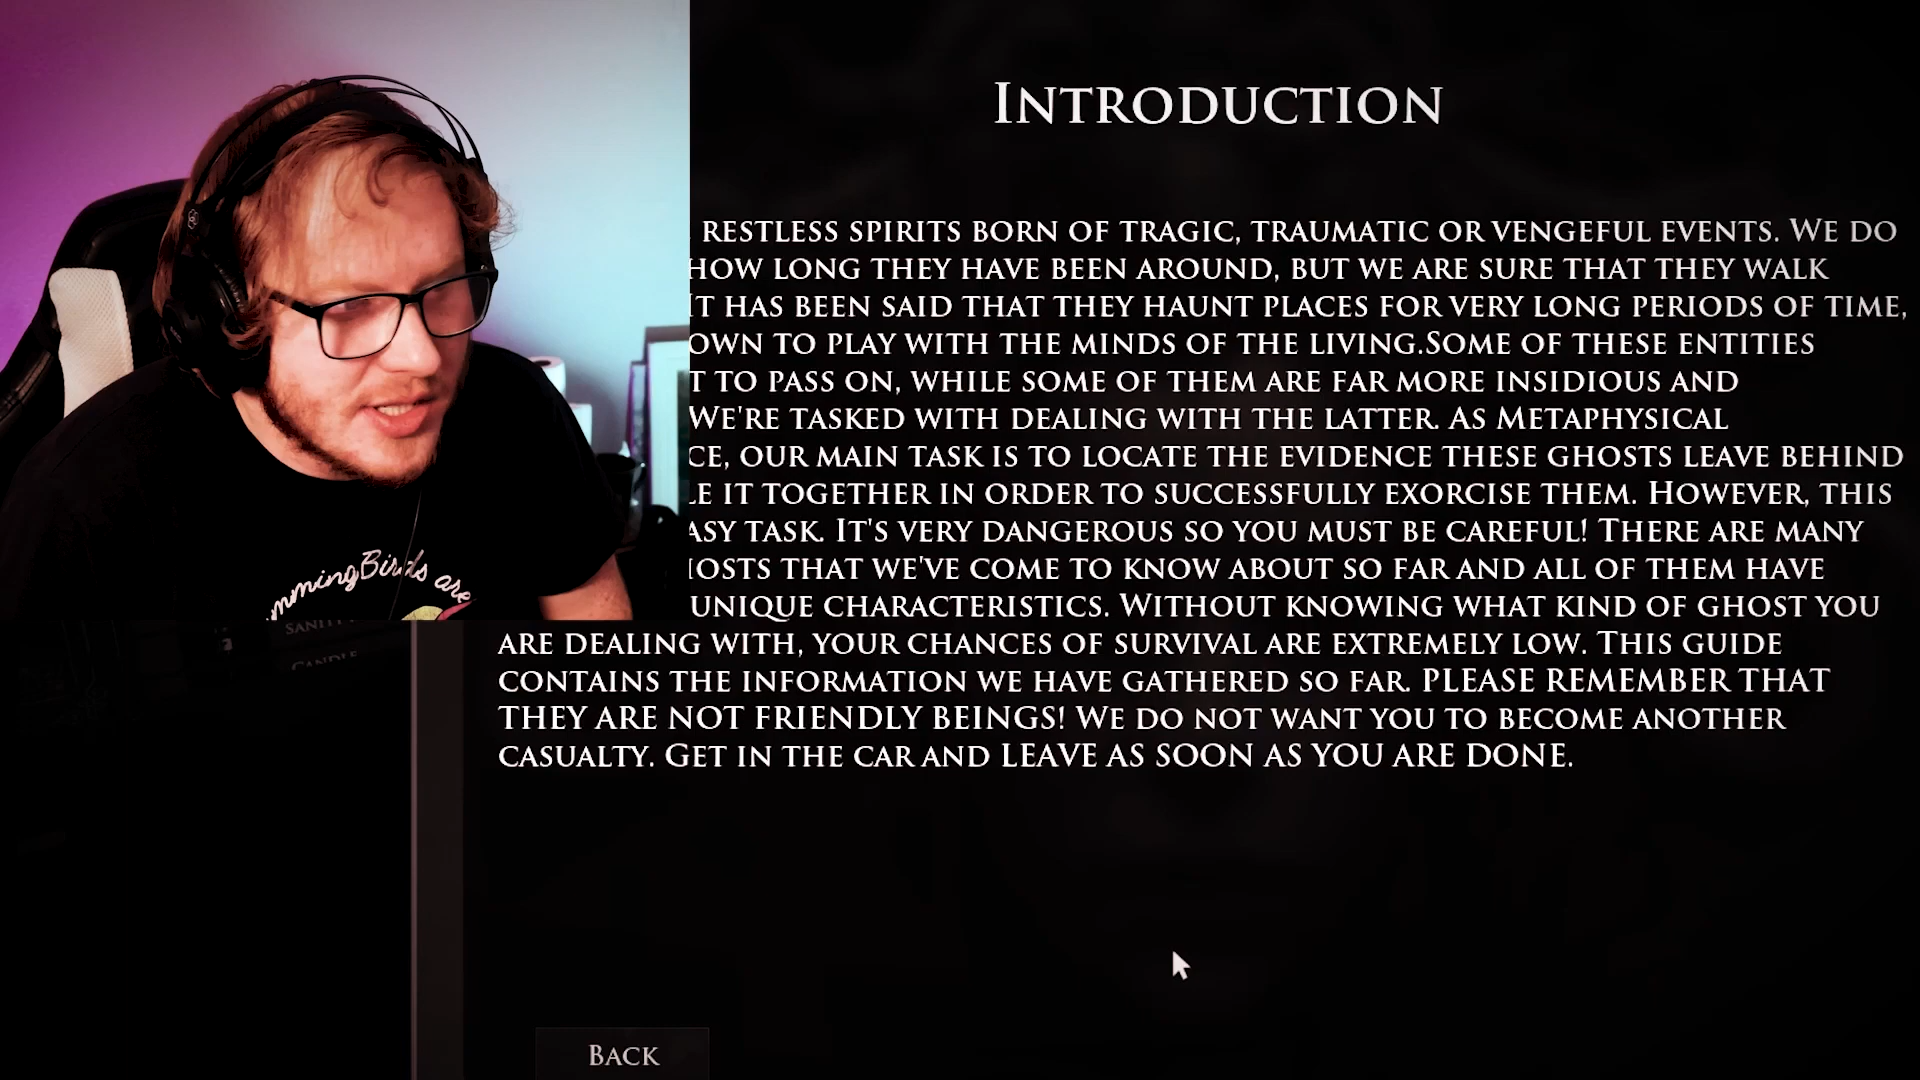 Introduction
restless spirits born of tragic, traumatic or vengeful events. We do
how long they have been around, but we are sure that they walk
It has been said that they haunt places for very long periods of time,
own to play with the minds of the living.Some of these entities
t to pass on, while some of them are far more insidious and
We're tasked with dealing with the latter. As Metaphysical
ce, our main task is to locate the evidence these ghosts leave behind
le it together in order to successfully exorcise them. However, this
asy task. It's very dangerous so you must be careful! There are many
hosts that we've come to know about so far and all of them have
unique characteristics. Without knowing what kind of ghost you
are dealing with, your chances of survival are extremely low. This guide
contains the information we have gathered so far. PLEASE REMEMBER THAT
THEY ARE NOT FRIENDLY BEINGS! We do not want you to become another
casualty. Get in the car and LEAVE AS SOON AS YOU ARE DONE.
mmingBirds are
Sanity
Candle
Back